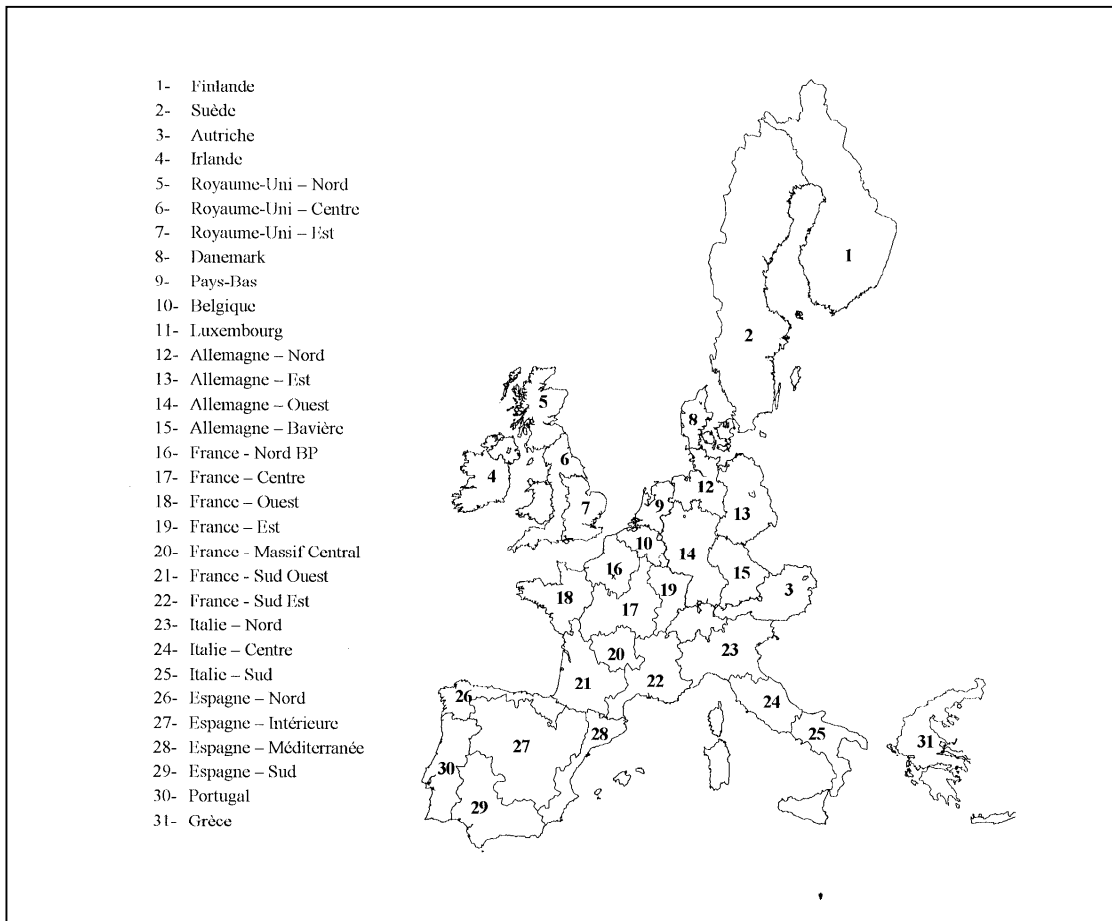 1- Finlande
2- Suède
3- Autriche
4- Irlande
5- Royaume-Uni – Nord
6- Royaume-Uni – Centre
7- Royaume-Uni – Est
8- Danemark
9- Pays-Bas
10- Belgique
11- Luxembourg
12- Allemagne – Nord
13- Allemagne – Est
14- Allemagne – Ouest
15- Allemagne – Bavière
16- France - Nord BP
17- France – Centre
18- France – Ouest
19- France – Est
20- France - Massif Central
21- France - Sud Ouest
22- France - Sud Est
23- Italie – Nord
24- Italie – Centre
25- Italie – Sud
26- Espagne – Nord
27- Espagne – Intérieure
28- Espagne – Méditerranée
29- Espagne – Sud
30- Portugal
31- Grèce
1
2
5
8
6
4
12
7
9
13
10
14
16
15
19
3
18
17
20
23
21
22
26
24
28
25
27
31
30
29